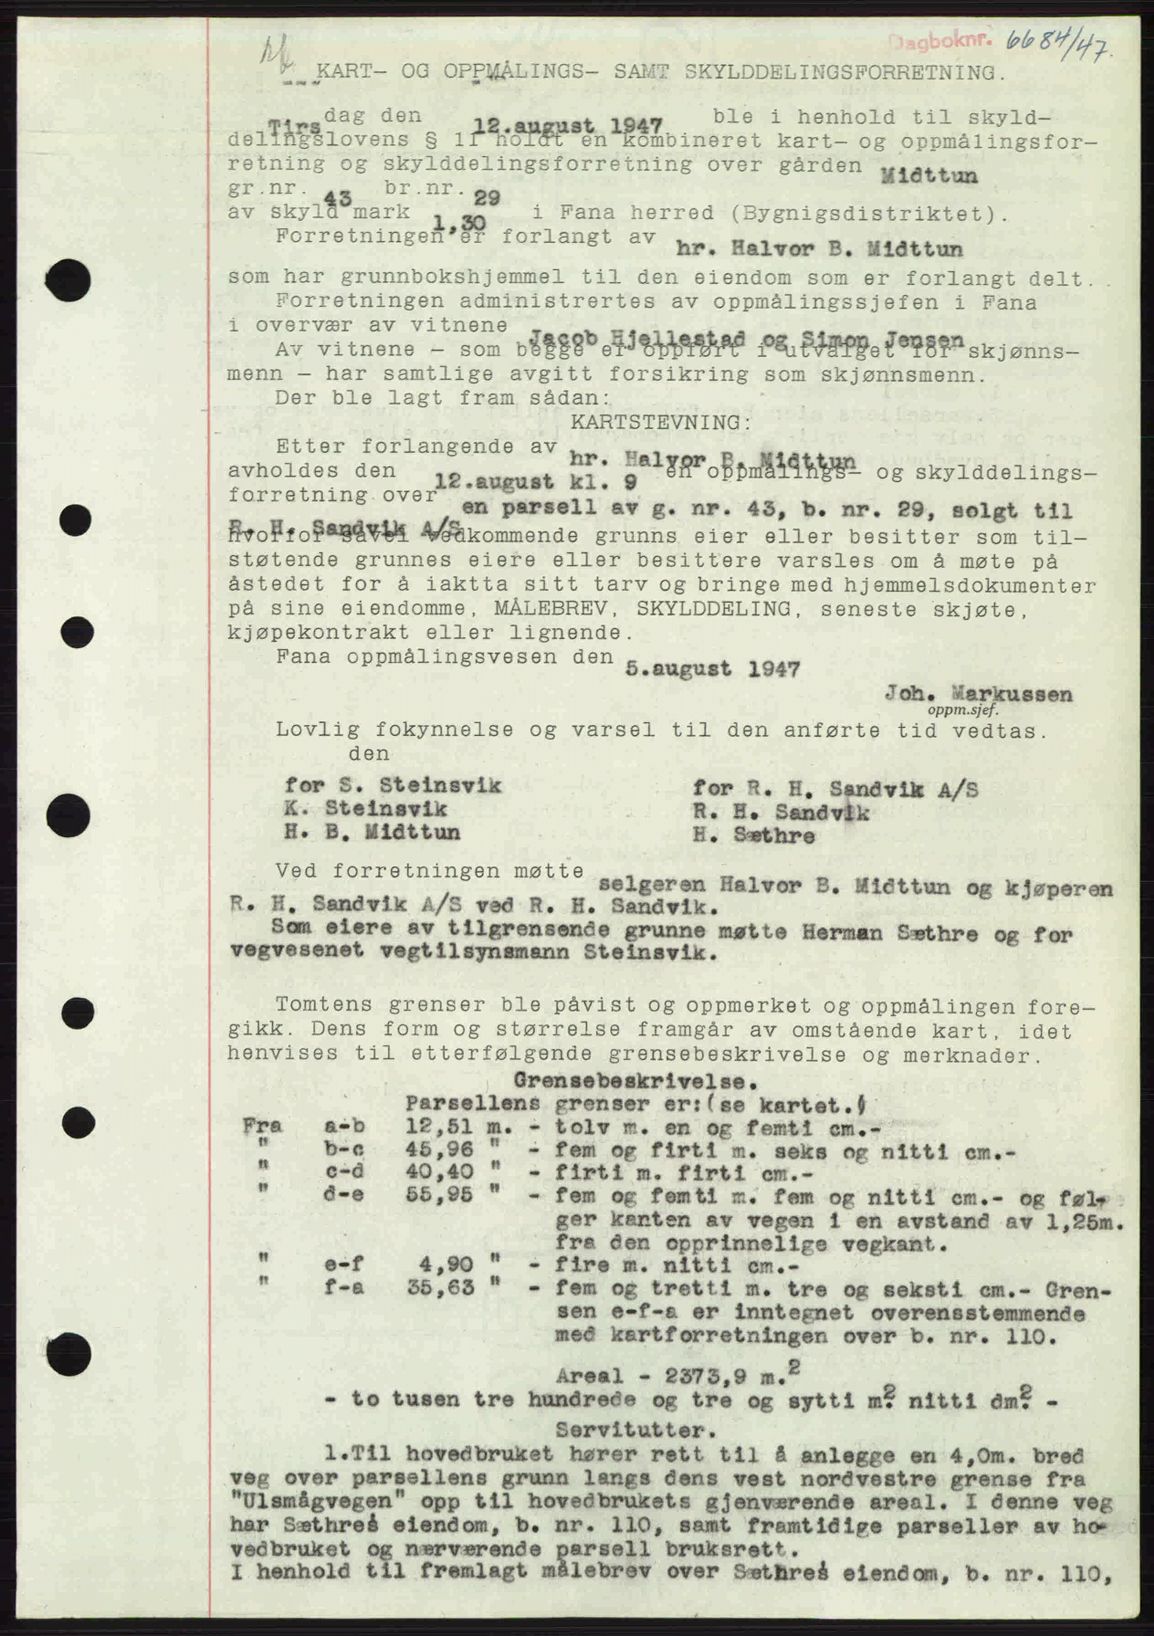 Dagboknr. 6684/47.
KART- OG OPPMÅLINGS- SAMT SKYLDDELINGSFORRETNING.
Tirsdag den 12.august 1947 ble i henhold til skyld-
delingslovens § 11 holdt en kombineret kart- og oppmålingsfor-
retning og skylddelingsforretning over gården Midttun
gr.nr. 43 br.nr. 29
av skyld mark 1,30 i Fana herred (Bygnigsdistriktet).
Forretningen er forlangt av hr. Halvor B. Midttun
som har grunnbokshjemmel til den eiendom som er forlangt delt.
Forretningen administrertes av oppmålingssjefen i Fana
i overvær av vitnene Jacob Hjellestad og Simon Jensen
Av vitnene - som begge er oppført i utvalget for skjønns-
menn - har samtlige avgitt forsikring som skjønnsmenn.
Der ble lagt fram sådan:
KARTSTEVNING:
Etter forlangende av hr. Halvor B. Midttun
avholdes den 12.august kl. 9 en oppmålings- og skylddelings-
forretning over en parsell av g. nr. 43, b. nr. 29, solgt til
R. H. Sandvik A/S
hvorfor såvel vedkommende grunns eier eller besitter som til-
støtende grunnes eiere eller besittere varsles om å møte på
åstedet for å iaktta sitt tarv og bringe med hjemmelsdokumenter
på sine eiendomme, MÅLEBREV, SKYLDDELING, seneste skjøte,
kjøpekontrakt eller lignende.
Fana oppmålingsvesen den 5.august 1947
Joh. Markussen
oppm.sjef.
Lovlig fokynnelse og varsel til den anførte tid vedtas.
den
for S. Steinsvik for R. H. Sandvik A/S
K. Steinsvik R. H. Sandvik
H. B. Midttun H. Sæthre
Ved forretningen møtte selgeren Halvor B. Midttun og kjøperen
R. H. Sandvik A/S ved R. H. Sandvik.
Som eiere av tilgrensende grunne møtte Herman Sæthre og for
vegvesenet vegtilsynsmann Steinsvik.
Tomtens grenser ble påvist og oppmerket og oppmålingen fore-
gikk. Dens form og størrelse framgår av omstående kart, idet
henvises til etterfølgende grensebeskrivelse og merknader.
Grensebeskrivelse.
Parsellens grenser er:(se kartet.)
Fra a-b 12,51 m. - tolv m. en og femti cm.-
" b-c 45,96 " - fem og firti m. seks og nitti cm.-
" c-d 40,40 " - firti m. firti cm.-
" d-e 55,95 " - fem og femti m. fem og nitti cm.- og føl-
ger kanten av vegen i en avstand av 1,25m.
fra den opprinnelige vegkant.
" e-f 4,90 " - fire m. nitti cm.-
" f-a 35,63 " - fem og tretti m. tre og seksti cm.- Gren-
sen e-f-a er inntegnet overensstemmende
med kartforretningen over b. nr. 110.
Areal - 2373,9 m.2
- to tusen tre hundrede og tre og sytti m2. nitti dm2. -
Servitutter.
1.Til hovedbruket hører rett til å anlegge en 4,0m. bred
veg over parsellens grunn langs dens vest nordvestre grense fra
"Ulsmågvegen" opp til hovedbrukets gjenværende areal. I denne veg
har Sæthres eiendom, b. nr. 110, samt framtidige parseller av ho-
vedbruket og nærværende parsell bruksrett.
I henhold til fremlagt målebrev over Sæthres eiendom, b. nr. 110,